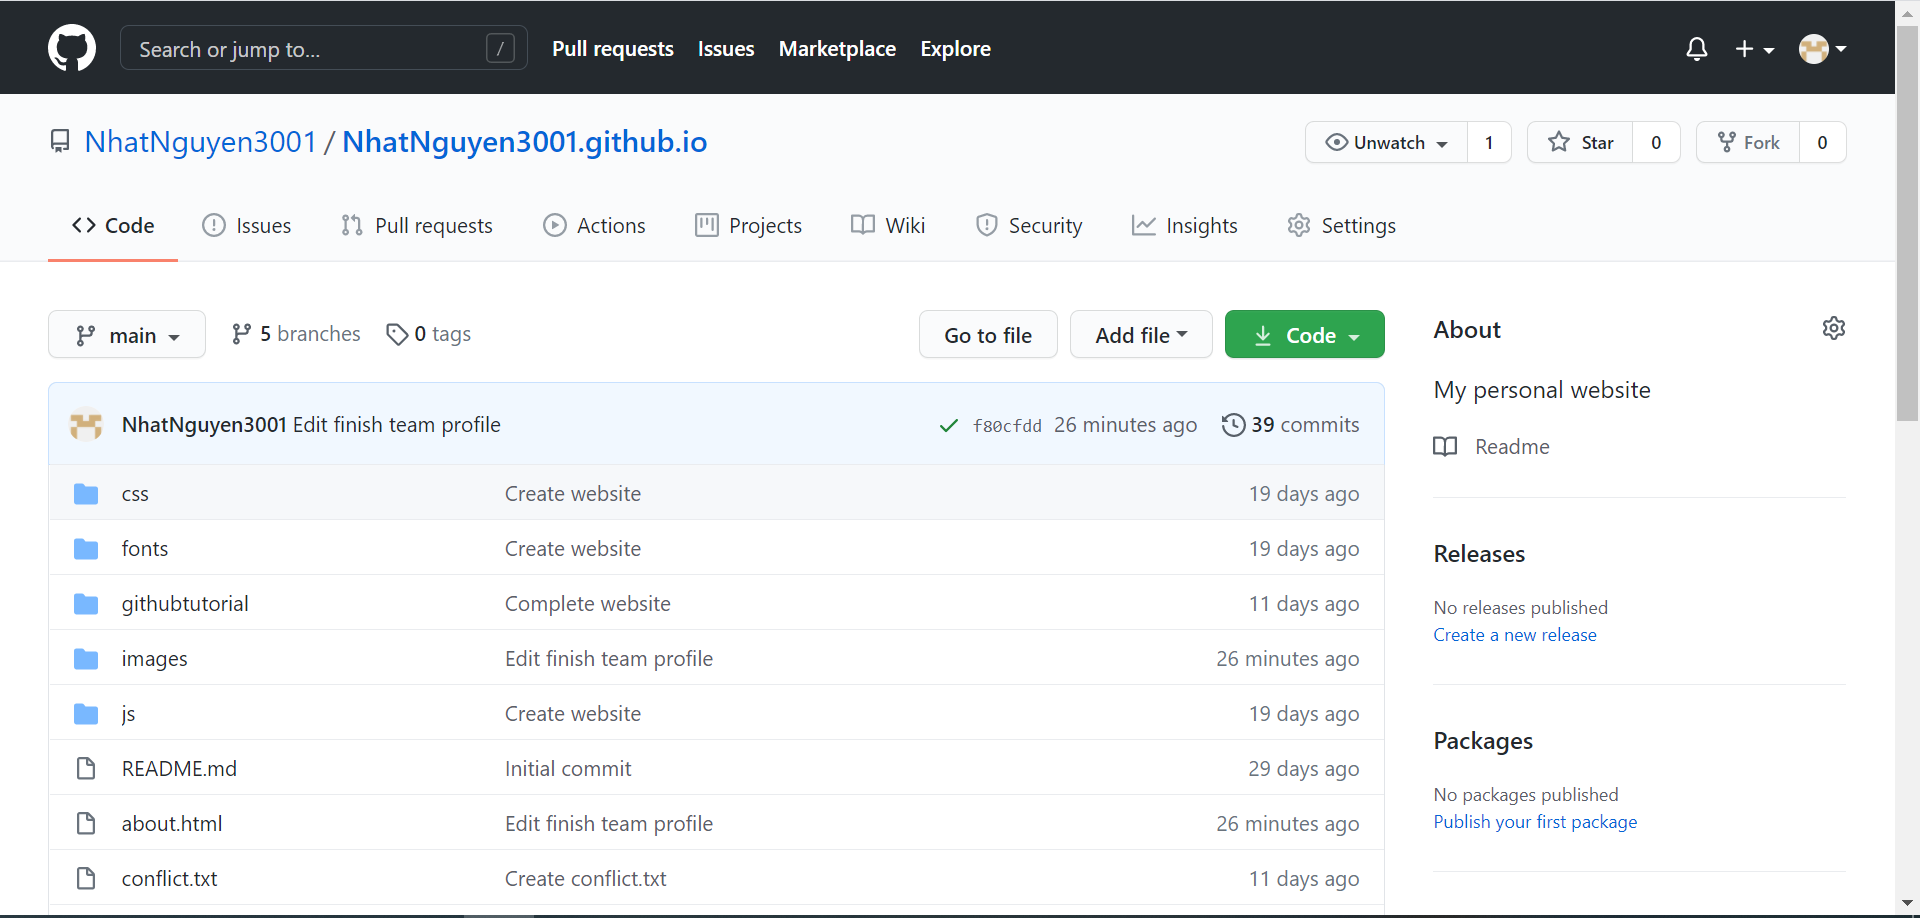 Search or jump to... / Pull requests Issues Marketplace Explore
NhatNguyen3001 / NhatNguyen3001.github.io Unwatch 1 Star 0 Fork 0
Code Issues Pull requests Actions Projects Wiki Security Insights Settings
main 5 branches 0 tags Go to file Add file Code
NhatNguyen3001 Edit finish team profile f80cfdd 26 minutes ago 39 commits
css Create website 19 days ago
fonts Create website 19 days ago
githubtutorial Complete website 11 days ago
images Edit finish team profile 26 minutes ago
js Create website 19 days ago
README.md Initial commit 29 days ago
about.html Edit finish team profile 26 minutes ago
conflict.txt Create conflict.txt 11 days ago
About
My personal website
Readme
Releases
No releases published
Create a new release
Packages
No packages published
Publish your first package